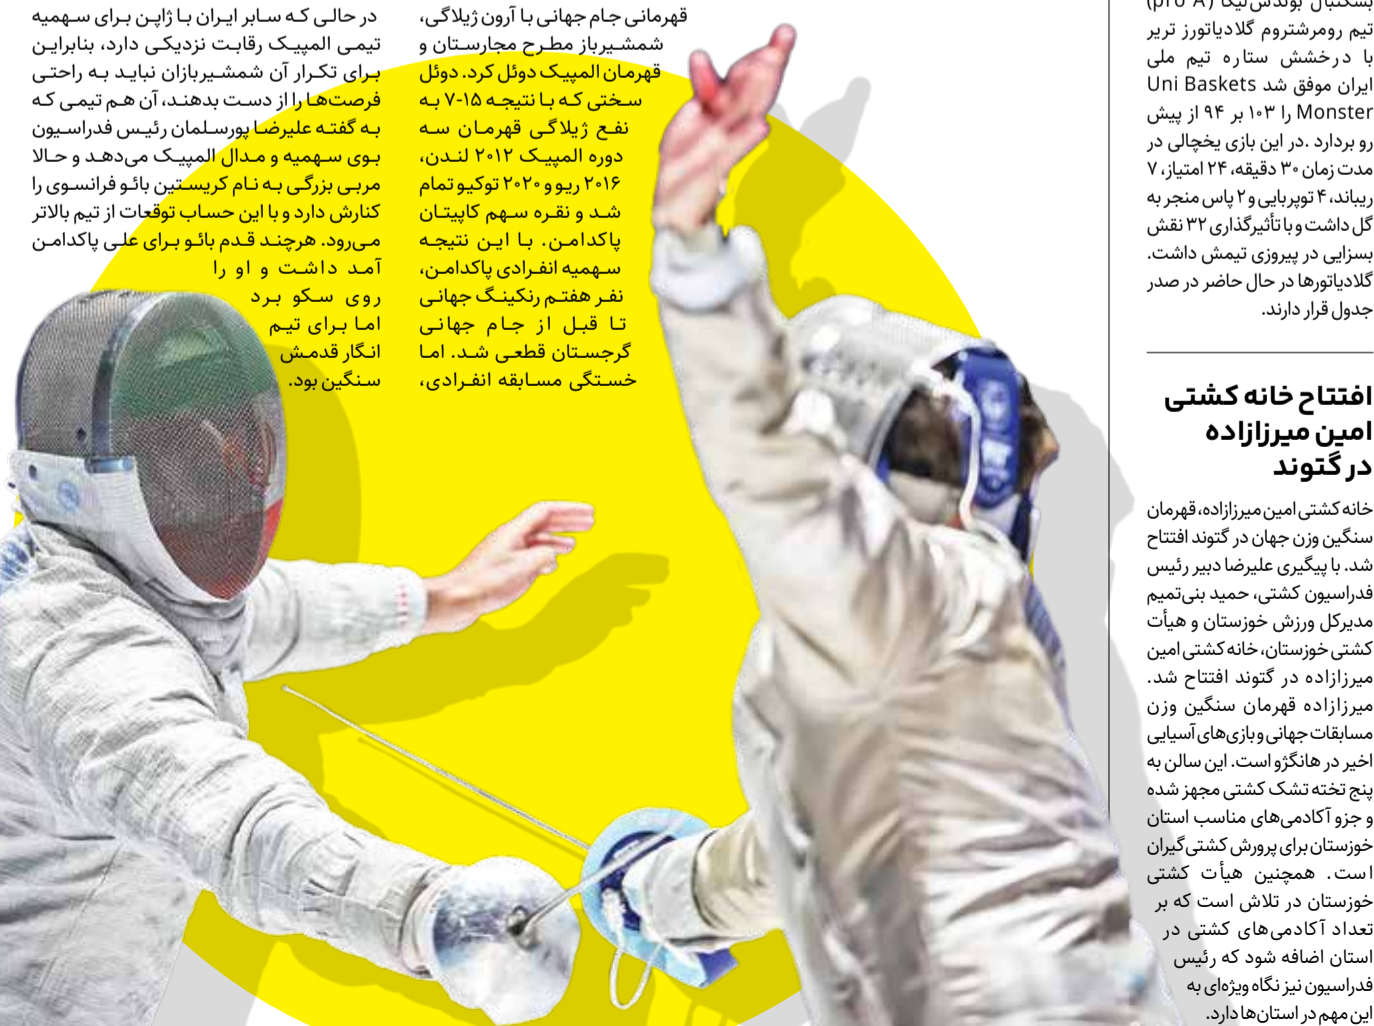 بسکتبال بوندس‌لیگا (pro A)
تیم رومرشتروم گلادیاتورز تریر
با درخشش ستاره تیم ملی
ایران موفق شد Uni Baskets
Monster را ۱۰۳ بر ۹۴ از پیش
رو بردارد .در این بازی یخچالی در
مدت زمان ۳۰ دقیقه، ۲۴ امتیاز، ۷
ریباند، ۴ توپربایی و ۲ پاس منجر به
گل داشت و با تأثیرگذاری ۳۲ نقش
بسزایی در پیروزی تیمش داشت.
گلادیاتورها در حال حاضر در صدر
جدول قرار دارند.
افتتاح خانه کشتی
امین میرزازاده
در گتوند
خانه کشتی امین میرزازاده، قهرمان
سنگین وزن جهان در گتوند افتتاح
شد. با پیگیری علیرضا دبیر رئیس
فدراسیون کشتی، حمید بنی‌تمیم
مدیرکل ورزش خوزستان و هیأت
کشتی خوزستان، خانه کشتی امین
میرزازاده در گتوند افتتاح شد.
میرزازاده قهرمان سنگین وزن
مسابقات جهانی و بازی‌های آسیایی
اخیر در هانگژو است. این سالن به
پنج تخته تشک کشتی مجهز شده
و جزو آکادمی‌های مناسب استان
خوزستان برای پرورش کشتی‌گیران
است. همچنین هیأت کشتی
خوزستان در تلاش است که بر
تعداد آکادمی‌های کشتی در
استان اضافه شود که رئیس
فدراسیون نیز نگاه ویژه‌ای به
این مهم در استان‌ها دارد.
قهرمانی جام جهانی با آرون ژیلاگی،
شمشیرباز مطرح مجارستان و
قهرمان المپیک دوئل کرد. دوئل
سختی که با نتیجه ۱۵-۷ به
نفع ژیلاگی قهرمان سه
دوره المپیک ۲۰۱۲ لندن،
۲۰۱۶ ریو و ۲۰۲۰ توکیو تمام
شد و نقره سهم کاپیتان
پاکدامن. با این نتیجه
سهمیه انفرادی پاکدامن،
نفر هفتم رنکینگ جهانی
تا قبل از جام جهانی
گرجستان قطعی شد. اما
خستگی مسابقه انفرادی،
در حالی که سابر ایران با ژاپن برای سهمیه
تیمی المپیک رقابت نزدیکی دارد، بنابراین
برای تکرار آن شمشیربازان نباید به راحتی
فرصت‌ها را از دست بدهند، آن هم تیمی که
به گفته علیرضا پورسلمان رئیس فدراسیون
بوی سهمیه و مدال المپیک می‌دهد و حالا
مربی بزرگی به نام کریستین بائو فرانسوی را
کنارش دارد و با این حساب توقعات از تیم بالاتر
می‌رود. هرچند قدم بائو برای علی پاکدامن
آمد داشت و او را
روی سکو برد
اما برای تیم
انگار قدمش
سنگین بود.